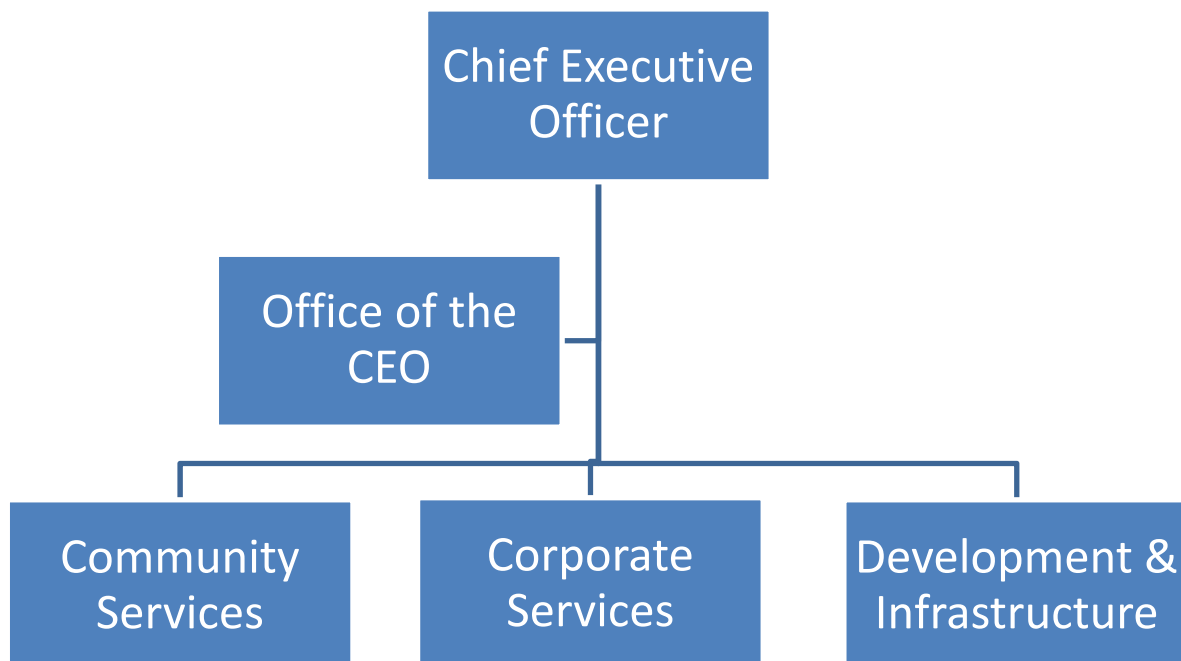 Chief Executive
Officer
Office of the
CEO
Community
Services
Corporate
Services
Development &
Infrastructure